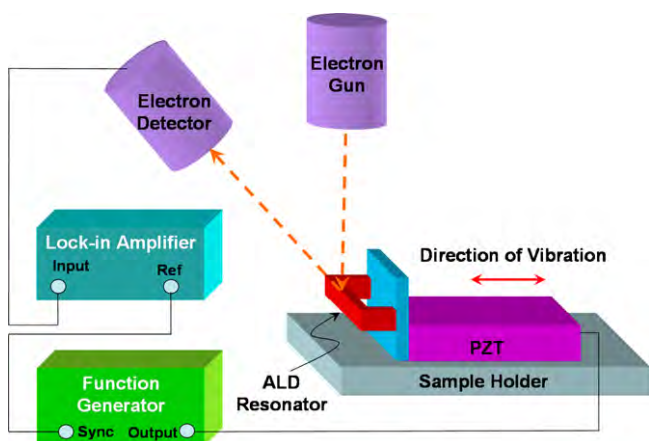 Electron
Gun
Electron
Detector
Lock-in Amplifier
Input
Ref
Direction of Vibration
PZT
ALD
Resonator
Sample Holder
Function
Generator
Sync
Output